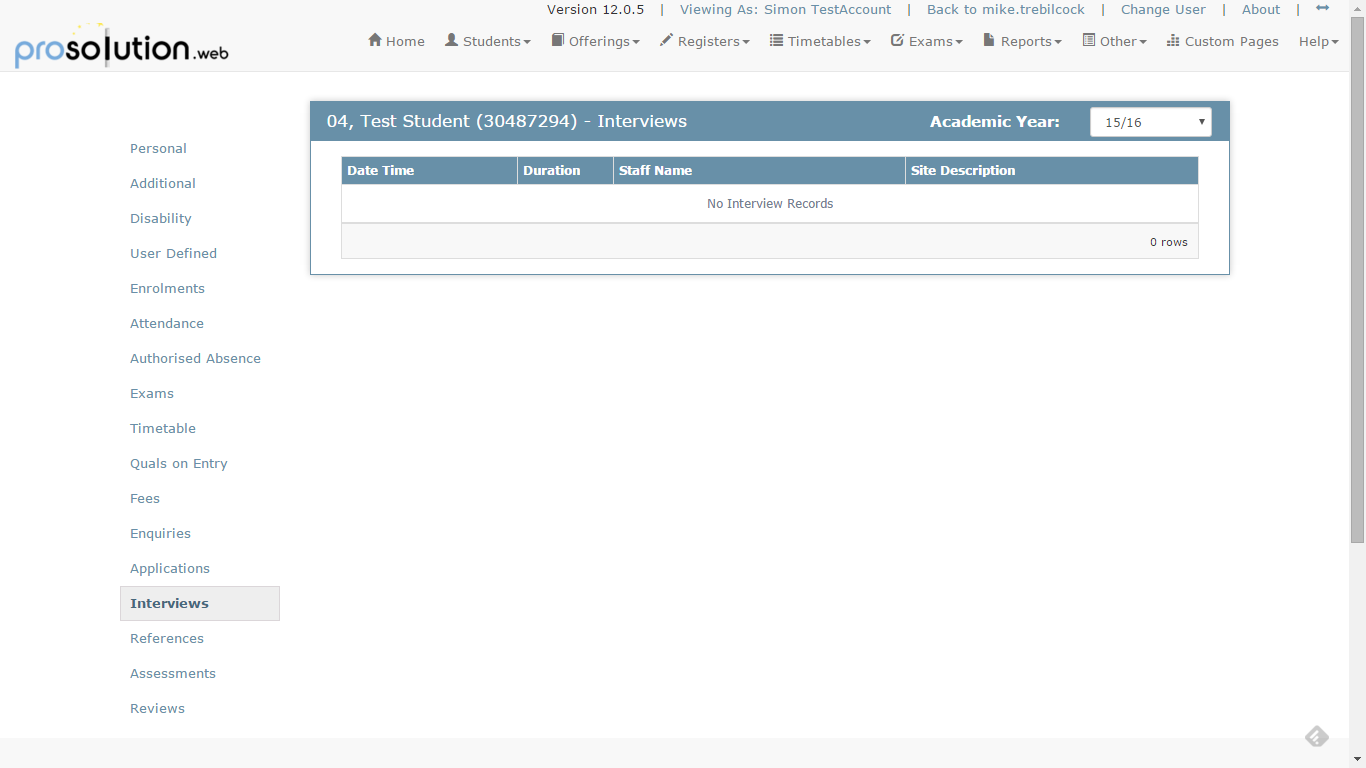 Version 12.0.5 | Viewing As: Simon TestAccount | Back to mike.trebilcock | Change User | About |
prosolution.web
Home Students Offerings Registers Timetables Exams Reports Other Custom Pages Help
04, Test Student (30487294) - Interviews Academic Year: 15/16
Date Time Duration Staff Name Site Description
No Interview Records
0 rows
Personal
Additional
Disability
User Defined
Enrolments
Attendance
Authorised Absence
Exams
Timetable
Quals on Entry
Fees
Enquiries
Applications
Interviews
References
Assessments
Reviews